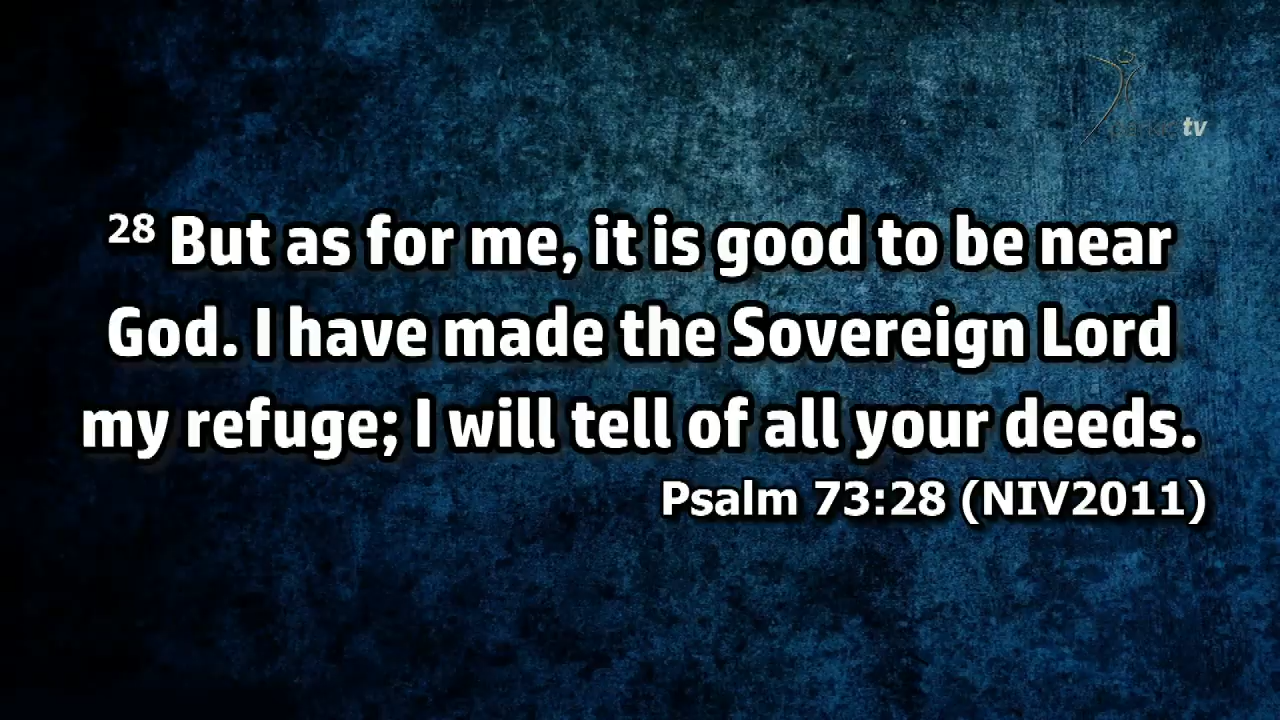 28 But as for me, it is good to be near
God. I have made the Sovereign Lord
my refuge; I will tell of all your deeds.
Psalm 73:28 (NIV2011)
tv